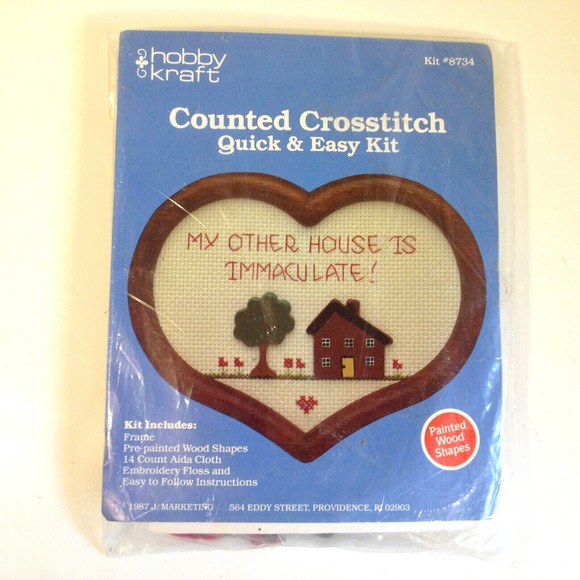 hobby
kraft
Kit #8734
Counted Crosstitch
Quick & Easy Kit
MY OTHER HOUSE IS
IMMACULATE!
Kit Includes:
Frame
Pre-painted Wood Shapes
14 Count Aida Cloth
Embroidery Floss and
Easy to Follow Instructions
Painted
Wood
Shapes
1987 J. MARKETING 564 EDDY STREET, PROVIDENCE, RI 02903